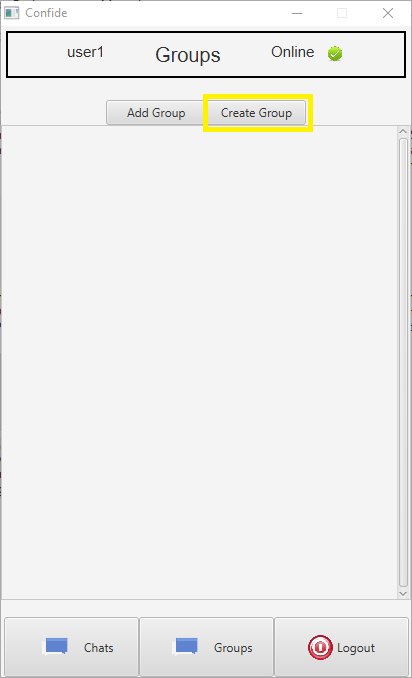 Confide
user1 Groups Online
Add Group Create Group
Chats Groups Logout